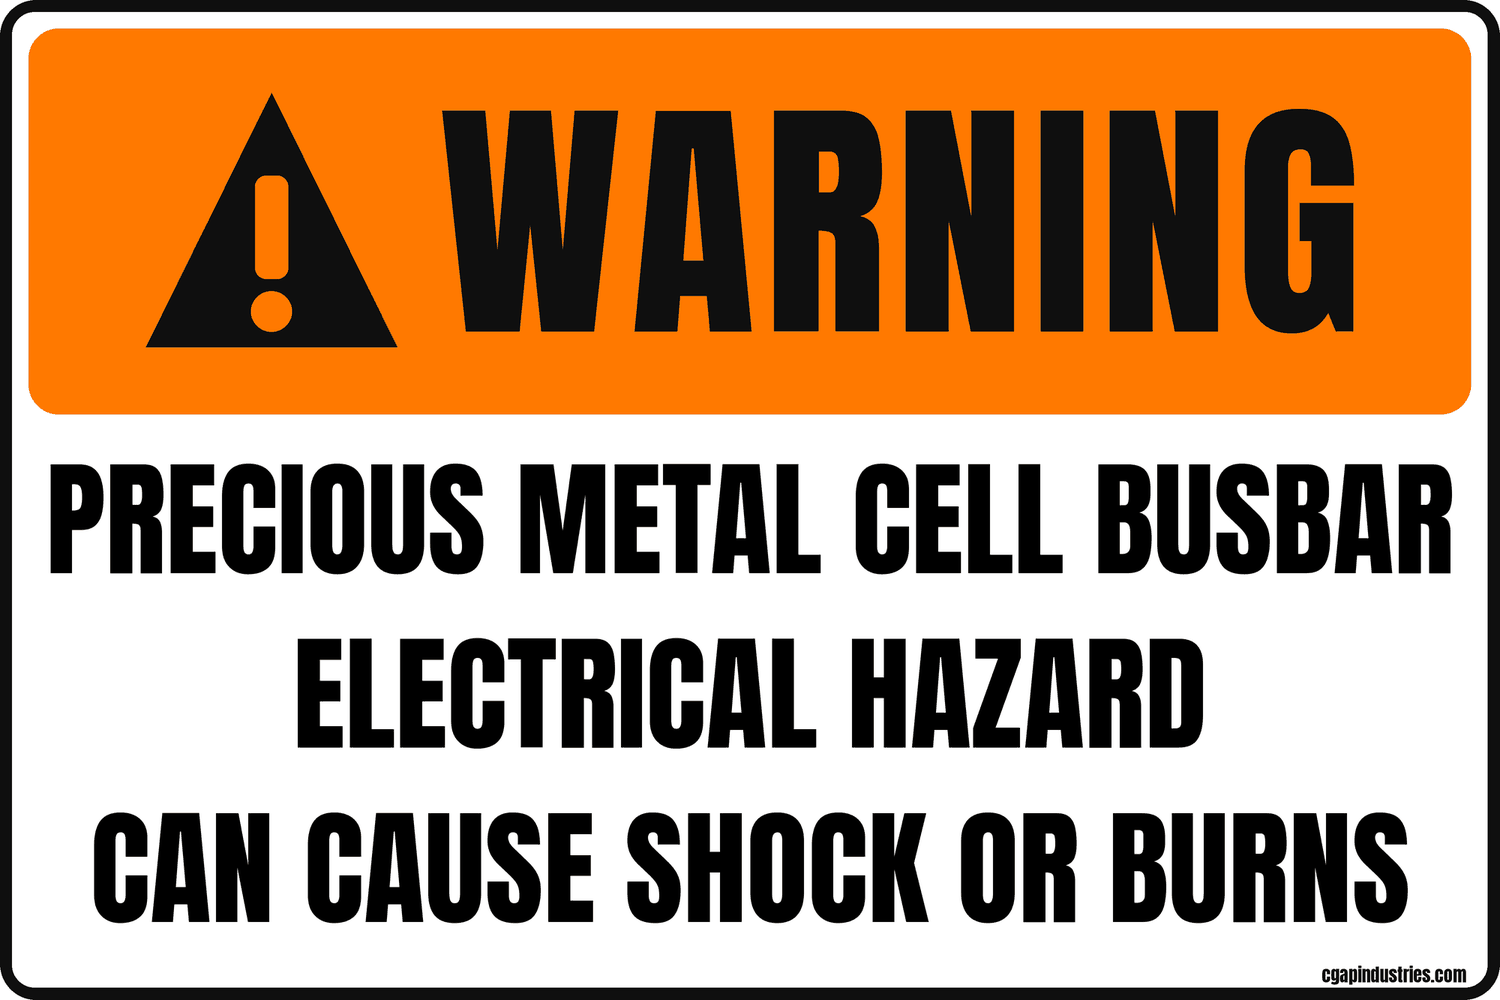 WARNING
PRECIOUS METAL CELL BUSBAR
ELECTRICAL HAZARD
CAN CAUSE SHOCK OR BURNS
cgapindustries.com